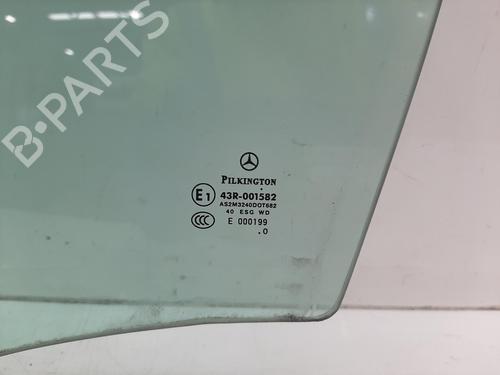 B-PARTS
PILKINGTON
E1 43R-001582
AS2M3240DOT682
40 ESG WD
CCC E 000199
.0